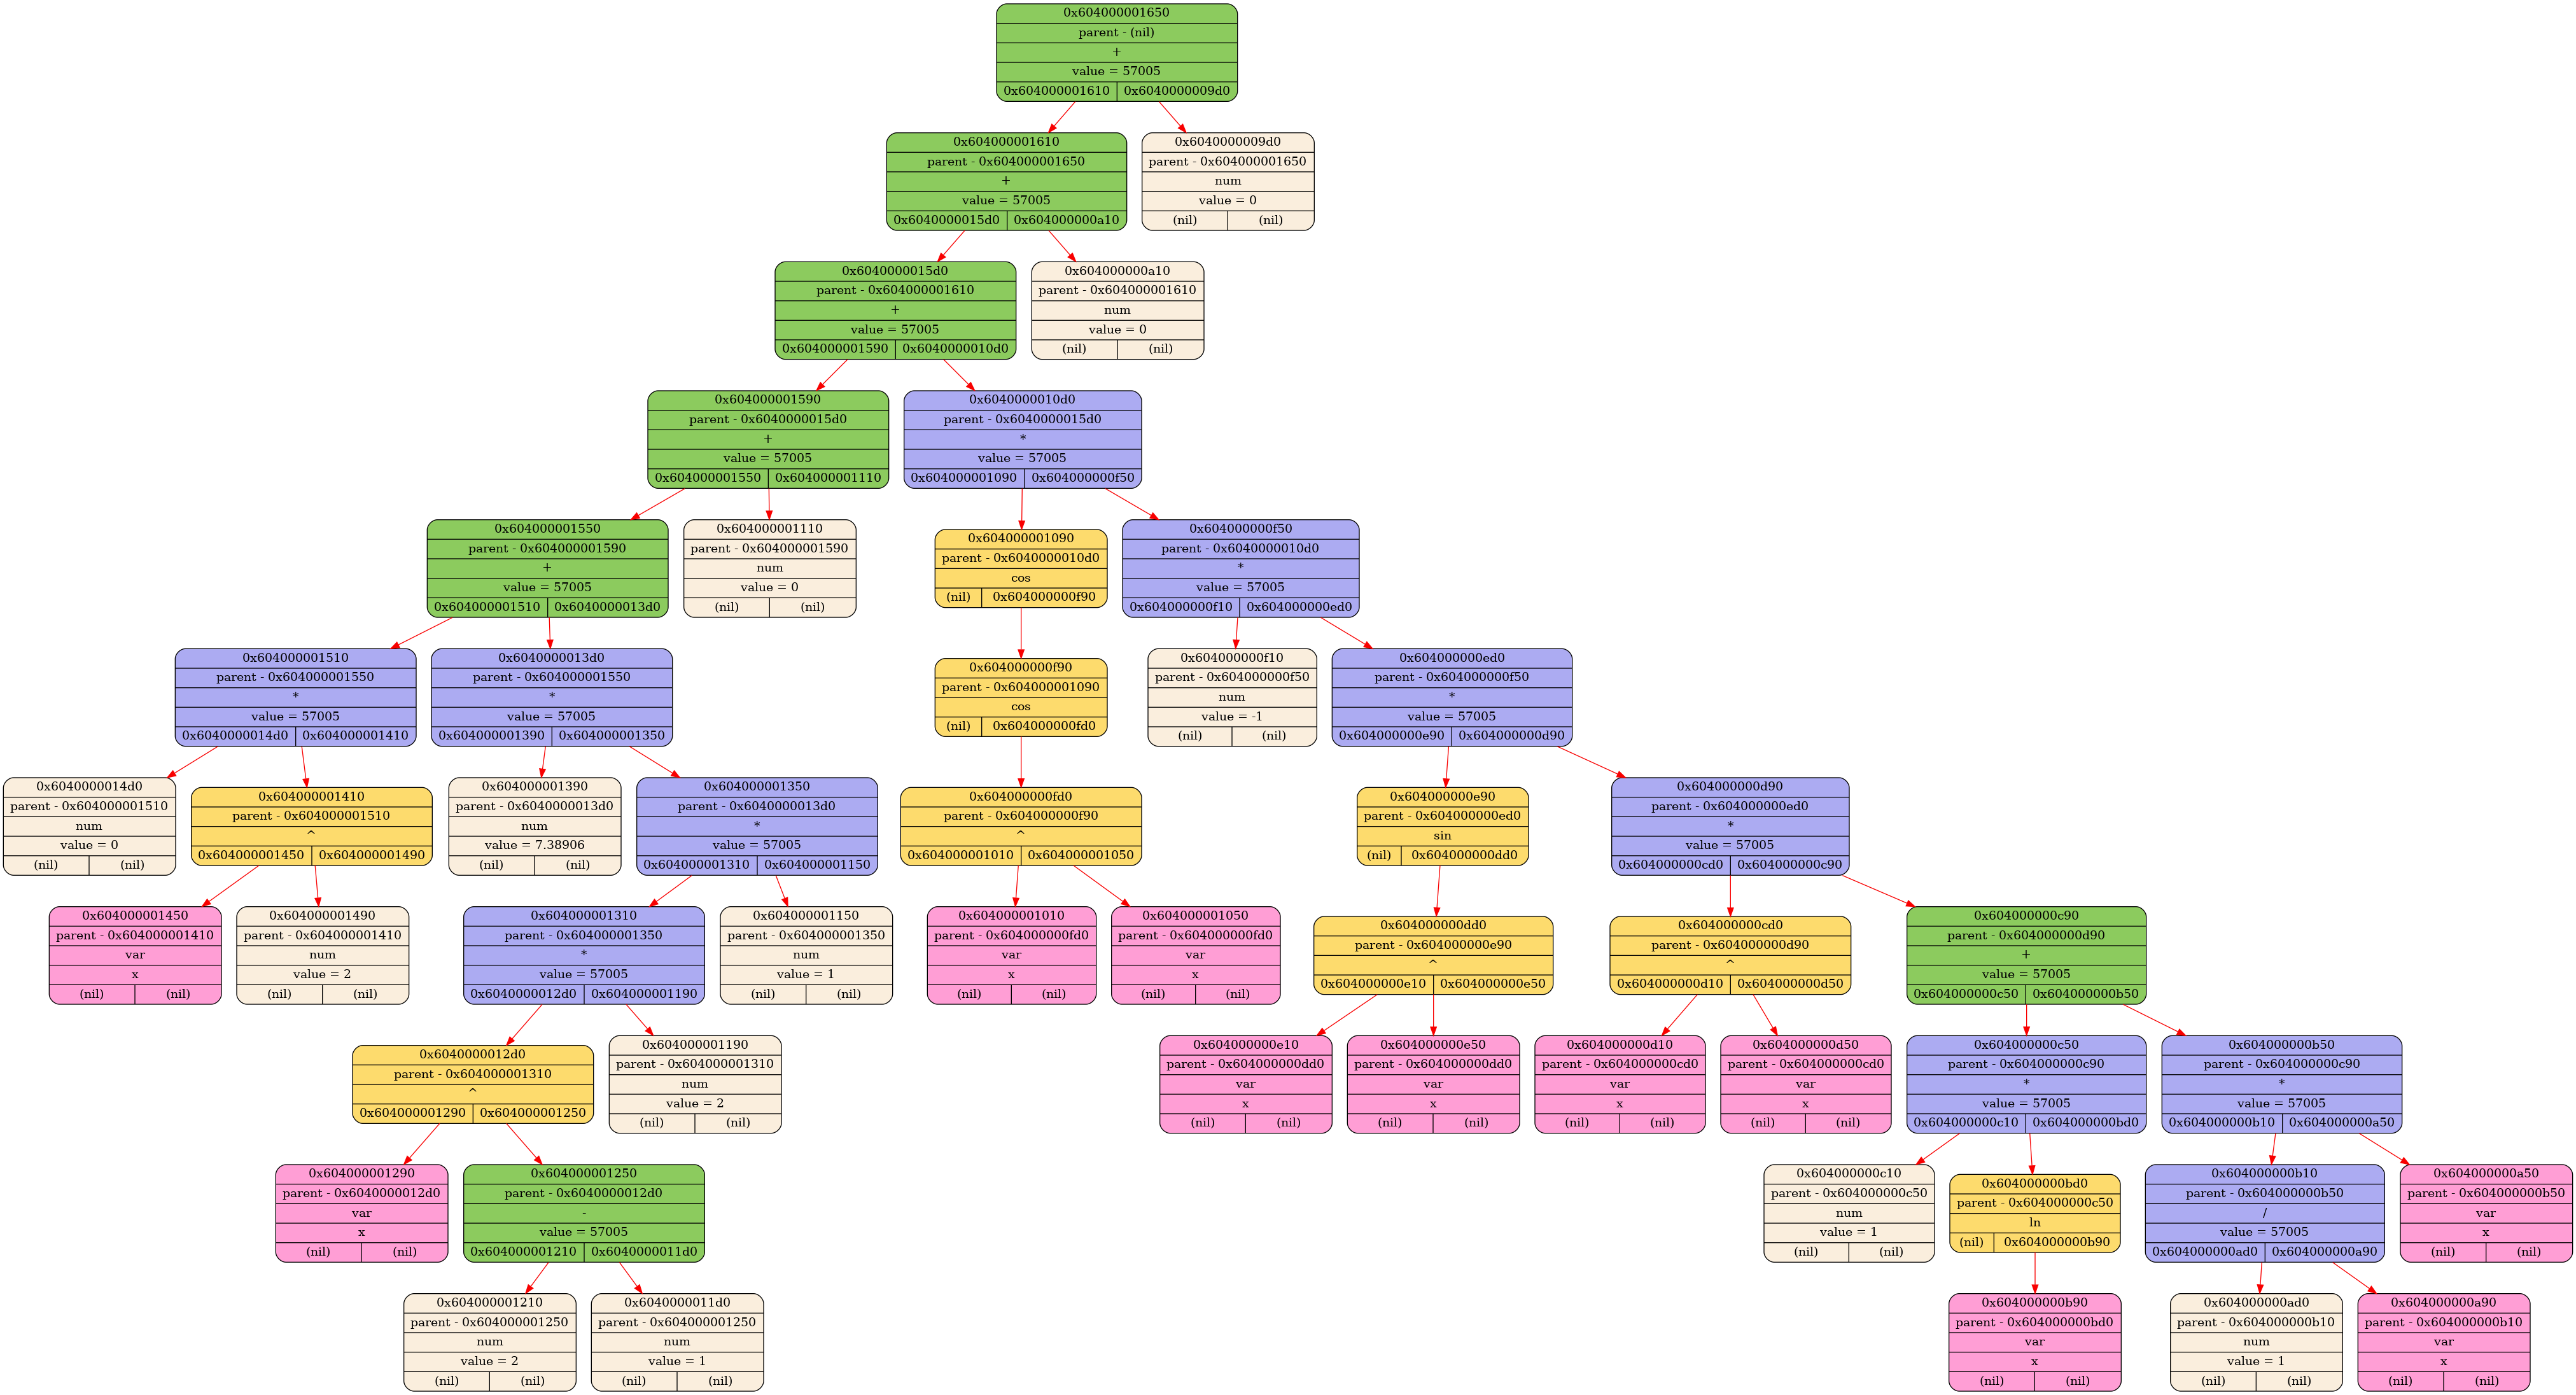 0x604000001650
parent - (nil)
+
value = 57005
0x604000001610 0x6040000009d0
0x604000001610
parent - 0x604000001650
+
value = 57005
0x6040000015d0 0x604000000a10
0x6040000009d0
parent - 0x604000001650
num
value = 0
(nil) (nil)
0x6040000015d0
parent - 0x604000001610
+
value = 57005
0x604000001590 0x6040000010d0
0x604000000a10
parent - 0x604000001610
num
value = 0
(nil) (nil)
0x604000001590
parent - 0x6040000015d0
+
value = 57005
0x604000001550 0x604000001110
0x6040000010d0
parent - 0x6040000015d0
*
value = 57005
0x604000001090 0x604000000f50
0x604000001550
parent - 0x604000001590
+
value = 57005
0x604000001510 0x6040000013d0
0x604000001110
parent - 0x604000001590
num
value = 0
(nil) (nil)
0x604000001090
parent - 0x6040000010d0
cos
(nil) 0x604000000f90
0x604000000f50
parent - 0x6040000010d0
*
value = 57005
0x604000000f10 0x604000000ed0
0x604000001510
parent - 0x604000001550
*
value = 57005
0x6040000014d0 0x604000001410
0x6040000013d0
parent - 0x604000001550
*
value = 57005
0x604000001390 0x604000001350
0x604000000f90
parent - 0x604000001090
cos
(nil) 0x604000000fd0
0x604000000f10
parent - 0x604000000f50
num
value = -1
(nil) (nil)
0x604000000ed0
parent - 0x604000000f50
*
value = 57005
0x604000000e90 0x604000000d90
0x6040000014d0
parent - 0x604000001510
num
value = 0
(nil) (nil)
0x604000001410
parent - 0x604000001510
^
0x604000001450 0x604000001490
0x604000001390
parent - 0x6040000013d0
num
value = 7.38906
(nil) (nil)
0x604000001350
parent - 0x6040000013d0
*
value = 57005
0x604000001310 0x604000001150
0x604000000fd0
parent - 0x604000000f90
^
0x604000001010 0x604000001050
0x604000000e90
parent - 0x604000000ed0
sin
(nil) 0x604000000dd0
0x604000000d90
parent - 0x604000000ed0
*
value = 57005
0x604000000cd0 0x604000000c90
0x604000001450
parent - 0x604000001410
var
x
(nil) (nil)
0x604000001490
parent - 0x604000001410
num
value = 2
(nil) (nil)
0x604000001310
parent - 0x604000001350
*
value = 57005
0x6040000012d0 0x604000001190
0x604000001150
parent - 0x604000001350
num
value = 1
(nil) (nil)
0x604000001010
parent - 0x604000000fd0
var
x
(nil) (nil)
0x604000001050
parent - 0x604000000fd0
var
x
(nil) (nil)
0x604000000dd0
parent - 0x604000000e90
^
0x604000000e10 0x604000000e50
0x604000000cd0
parent - 0x604000000d90
^
0x604000000d10 0x604000000d50
0x604000000c90
parent - 0x604000000d90
+
value = 57005
0x604000000c50 0x604000000b50
0x6040000012d0
parent - 0x604000001310
^
0x604000001290 0x604000001250
0x604000001190
parent - 0x604000001310
num
value = 2
(nil) (nil)
0x604000000e10
parent - 0x604000000dd0
var
x
(nil) (nil)
0x604000000e50
parent - 0x604000000dd0
var
x
(nil) (nil)
0x604000000d10
parent - 0x604000000cd0
var
x
(nil) (nil)
0x604000000d50
parent - 0x604000000cd0
var
x
(nil) (nil)
0x604000000c50
parent - 0x604000000c90
*
value = 57005
0x604000000c10 0x604000000bd0
0x604000000b50
parent - 0x604000000c90
*
value = 57005
0x604000000b10 0x604000000a50
0x604000001290
parent - 0x6040000012d0
var
x
(nil) (nil)
0x604000001250
parent - 0x6040000012d0
-
value = 57005
0x604000001210 0x6040000011d0
0x604000000c10
parent - 0x604000000c50
num
value = 1
(nil) (nil)
0x604000000bd0
parent - 0x604000000c50
ln
(nil) 0x604000000b90
0x604000000b10
parent - 0x604000000b50
/
value = 57005
0x604000000ad0 0x604000000a90
0x604000000a50
parent - 0x604000000b50
var
x
(nil) (nil)
0x604000001210
parent - 0x604000001250
num
value = 2
(nil) (nil)
0x6040000011d0
parent - 0x604000001250
num
value = 1
(nil) (nil)
0x604000000b90
parent - 0x604000000bd0
var
x
(nil) (nil)
0x604000000ad0
parent - 0x604000000b10
num
value = 1
(nil) (nil)
0x604000000a90
parent - 0x604000000b10
var
x
(nil) (nil)